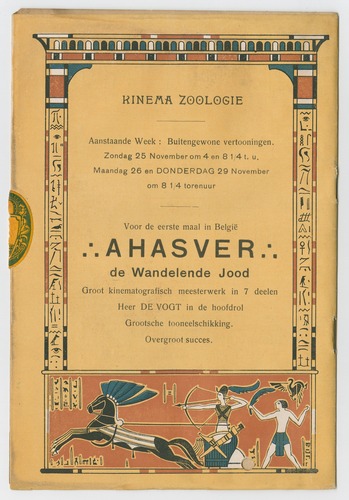 KINEMA ZOOLOGIE
Aanstaande Week : Buitengewone vertooningen.
Zondag 25 November om 4 en 8 1/4 t. u,
Maandag 26 en DONDERDAG 29 November
om 8 1/4 torenuur
Voor de eerste maal in België
∴ AHASVER ∴
de Wandelende Jood
Groot kinematografisch meesterwerk in 7 deelen
Heer DE VOGT in de hoofdrol
Grootsche tooneelschikking.
Overgroot succes.